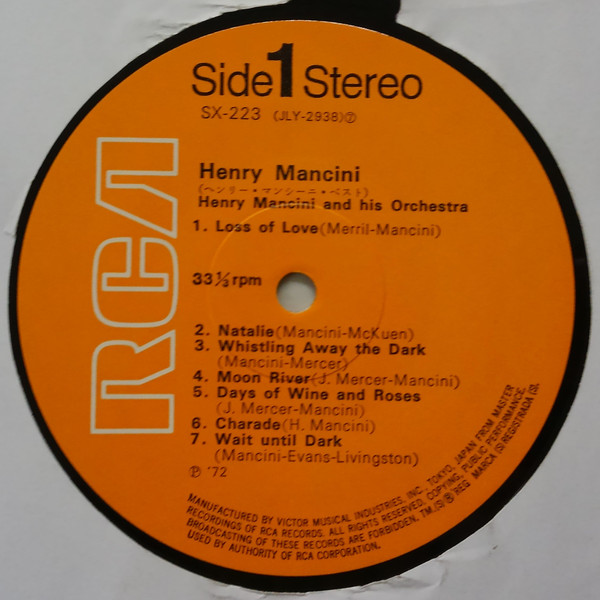 Side 1 Stereo
SX-223 (JLY-2938)⑦
RCA
Henry Mancini
(ヘンリー・マンシーニ・ベスト)
Henry Mancini and his Orchestra
1. Loss of Love (Merril-Mancini)
33⅓ rpm
2. Natalie (Mancini-McKuen)
3. Whistling Away the Dark
(Mancini-Mercer)
4. Moon River (J. Mercer-Mancini)
5. Days of Wine and Roses
(J. Mercer-Mancini)
6. Charade (H. Mancini)
7. Wait until Dark
(Mancini-Evans-Livingston)
℗ '72
MANUFACTURED BY VICTOR MUSICAL INDUSTRIES, INC., TOKYO, JAPAN FROM MASTER
RECORDINGS OF RCA RECORDS. ALL RIGHTS RESERVED. COPYING, PUBLIC PERFORMANCE,
BROADCASTING OF THESE RECORDS ARE FORBIDDEN. TM.(S) ® REG MARCA (S) REGISTRADA (S).
USED BY AUTHORITY OF RCA CORPORATION.